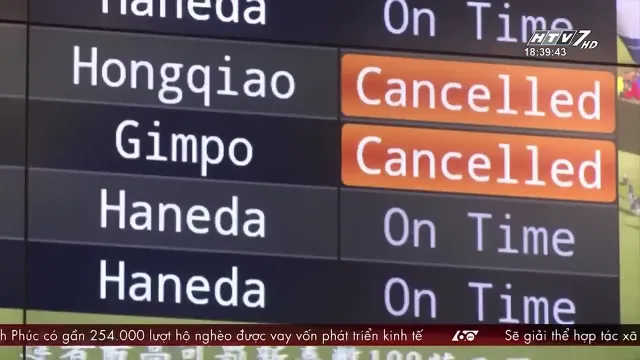 Haneda On Time
HTV7 HD
18:39:43
Hongqiao Cancelled
Gimpo Cancelled
Haneda On Time
Haneda On Time
h Phúc có gần 254.000 lượt hộ nghèo được vay vốn phát triển kinh tế 60 Sẽ giải thể hợp tác xã